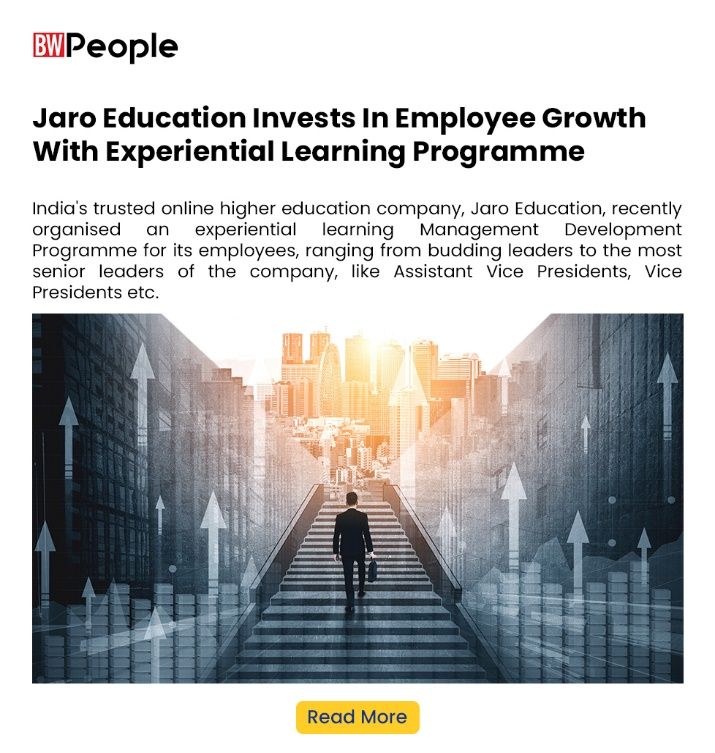 BW People
Jaro Education Invests In Employee Growth
With Experiential Learning Programme
India's trusted online higher education company, Jaro Education, recently
organised an experiential learning Management Development
Programme for its employees, ranging from budding leaders to the most
senior leaders of the company, like Assistant Vice Presidents, Vice
Presidents etc.
Read More